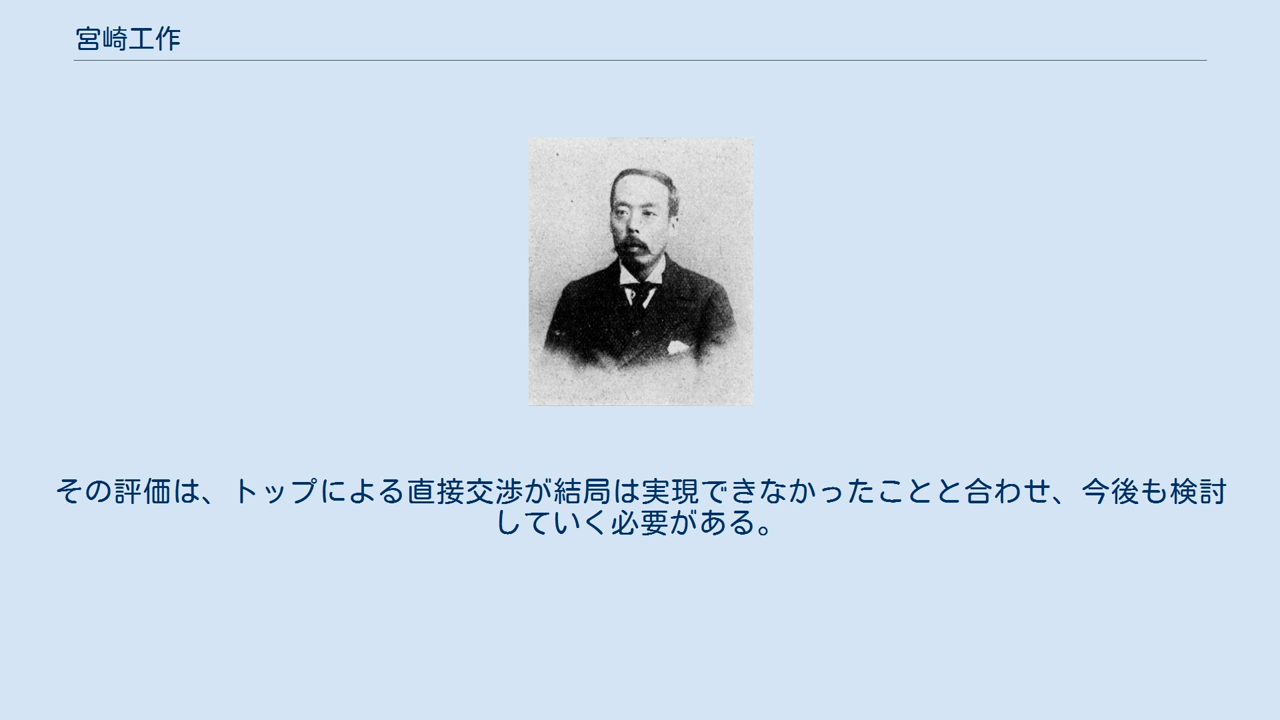 宮崎工作
その評価は、トップによる直接交渉が結局は実現できなかったことと合わせ、今後も検討
していく必要がある。